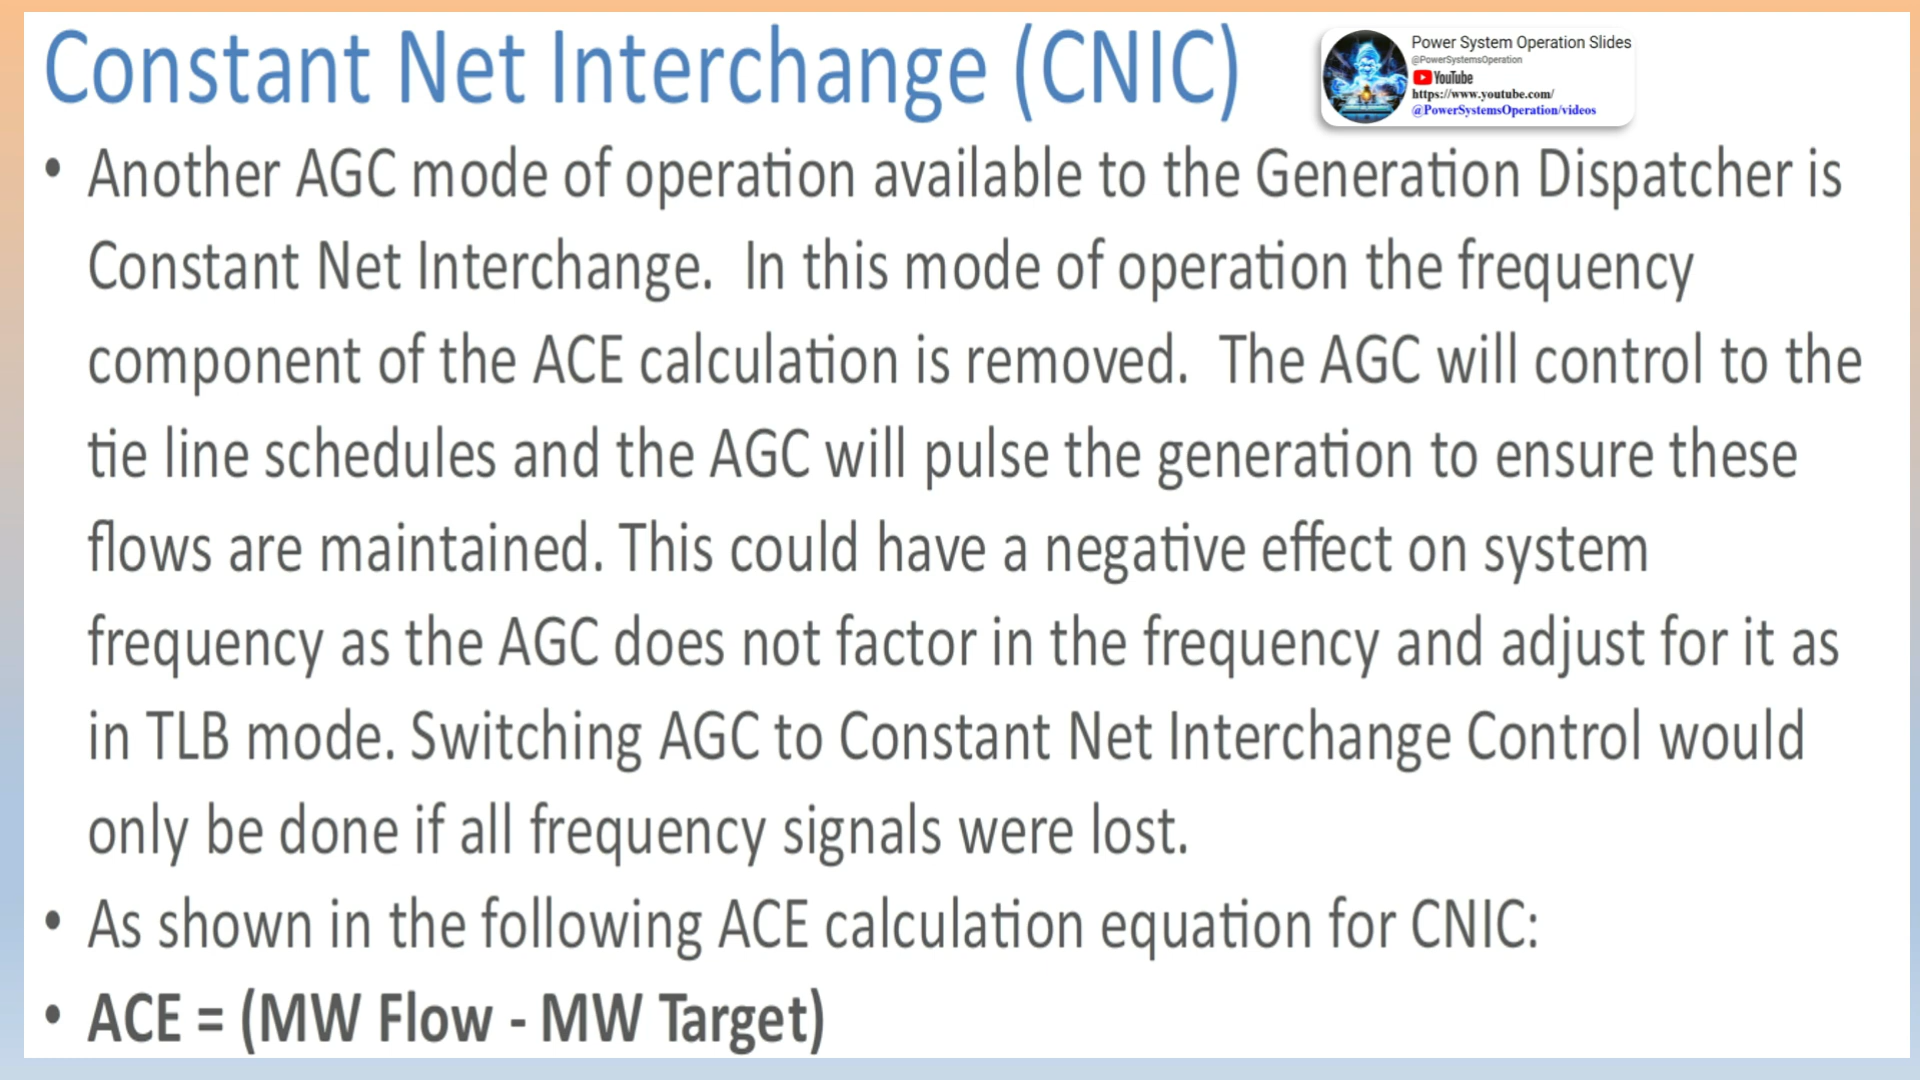 Constant Net Interchange (CNIC)
Power System Operation Slides
@PowerSystemsOperation
YouTube
https://www.youtube.com/
@PowerSystemsOperation/videos
• Another AGC mode of operation available to the Generation Dispatcher is
Constant Net Interchange.  In this mode of operation the frequency
component of the ACE calculation is removed.  The AGC will control to the
tie line schedules and the AGC will pulse the generation to ensure these
flows are maintained. This could have a negative effect on system
frequency as the AGC does not factor in the frequency and adjust for it as
in TLB mode. Switching AGC to Constant Net Interchange Control would
only be done if all frequency signals were lost.
• As shown in the following ACE calculation equation for CNIC:
• ACE = (MW Flow - MW Target)